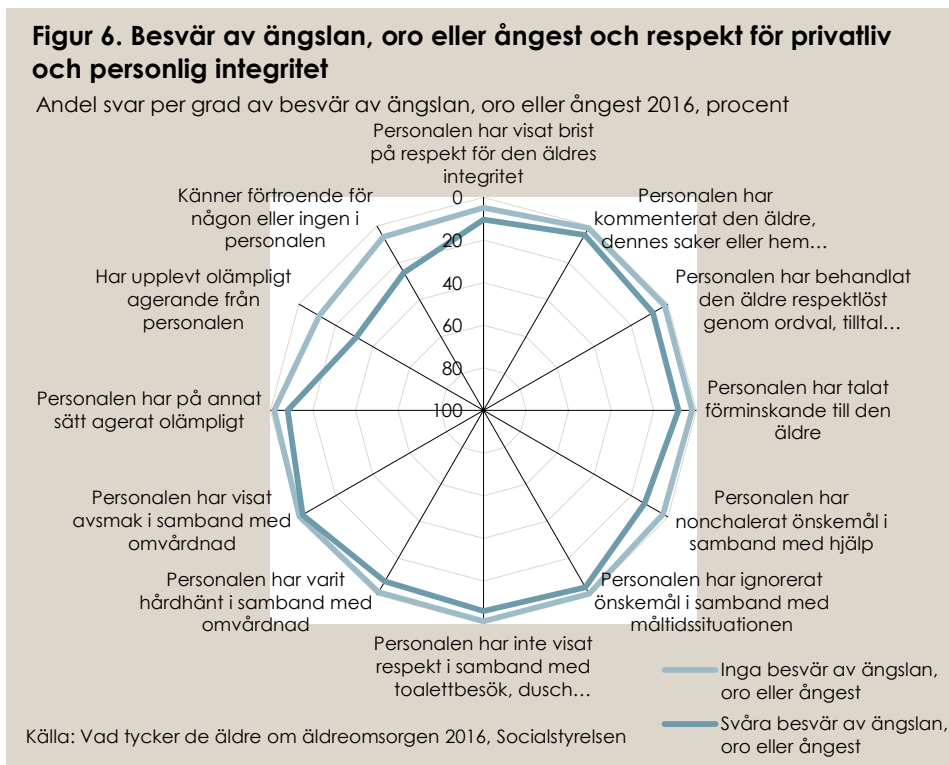 Figur 6. Besvär av ängslan, oro eller ångest och respekt för privatliv
och personlig integritet
Andel svar per grad av besvär av ängslan, oro eller ångest 2016, procent
Personalen har visat brist
på respekt för den äldres
integritet
Personalen har
kommenterat den äldre,
dennes saker eller hem…
Personalen har behandlat
den äldre respektlöst
genom ordval, tilltal…
Personalen har talat
förminskande till den
äldre
Personalen har
nonchalerat önskemål i
samband med hjälp
Personalen har ignorerat
önskemål i samband med
måltidssituationen
Personalen har inte visat
respekt i samband med
toalettbesök, dusch…
Personalen har varit
hårdhänt i samband med
omvårdnad
Personalen har visat
avsmak i samband med
omvårdnad
Personalen har på annat
sätt agerat olämpligt
Har upplevt olämpligt
agerande från
personalen
Känner förtroende för
någon eller ingen i
personalen
0
20
40
60
80
100
Inga besvär av ängslan,
oro eller ångest
Svåra besvär av ängslan,
oro eller ångest
Källa: Vad tycker de äldre om äldreomsorgen 2016, Socialstyrelsen